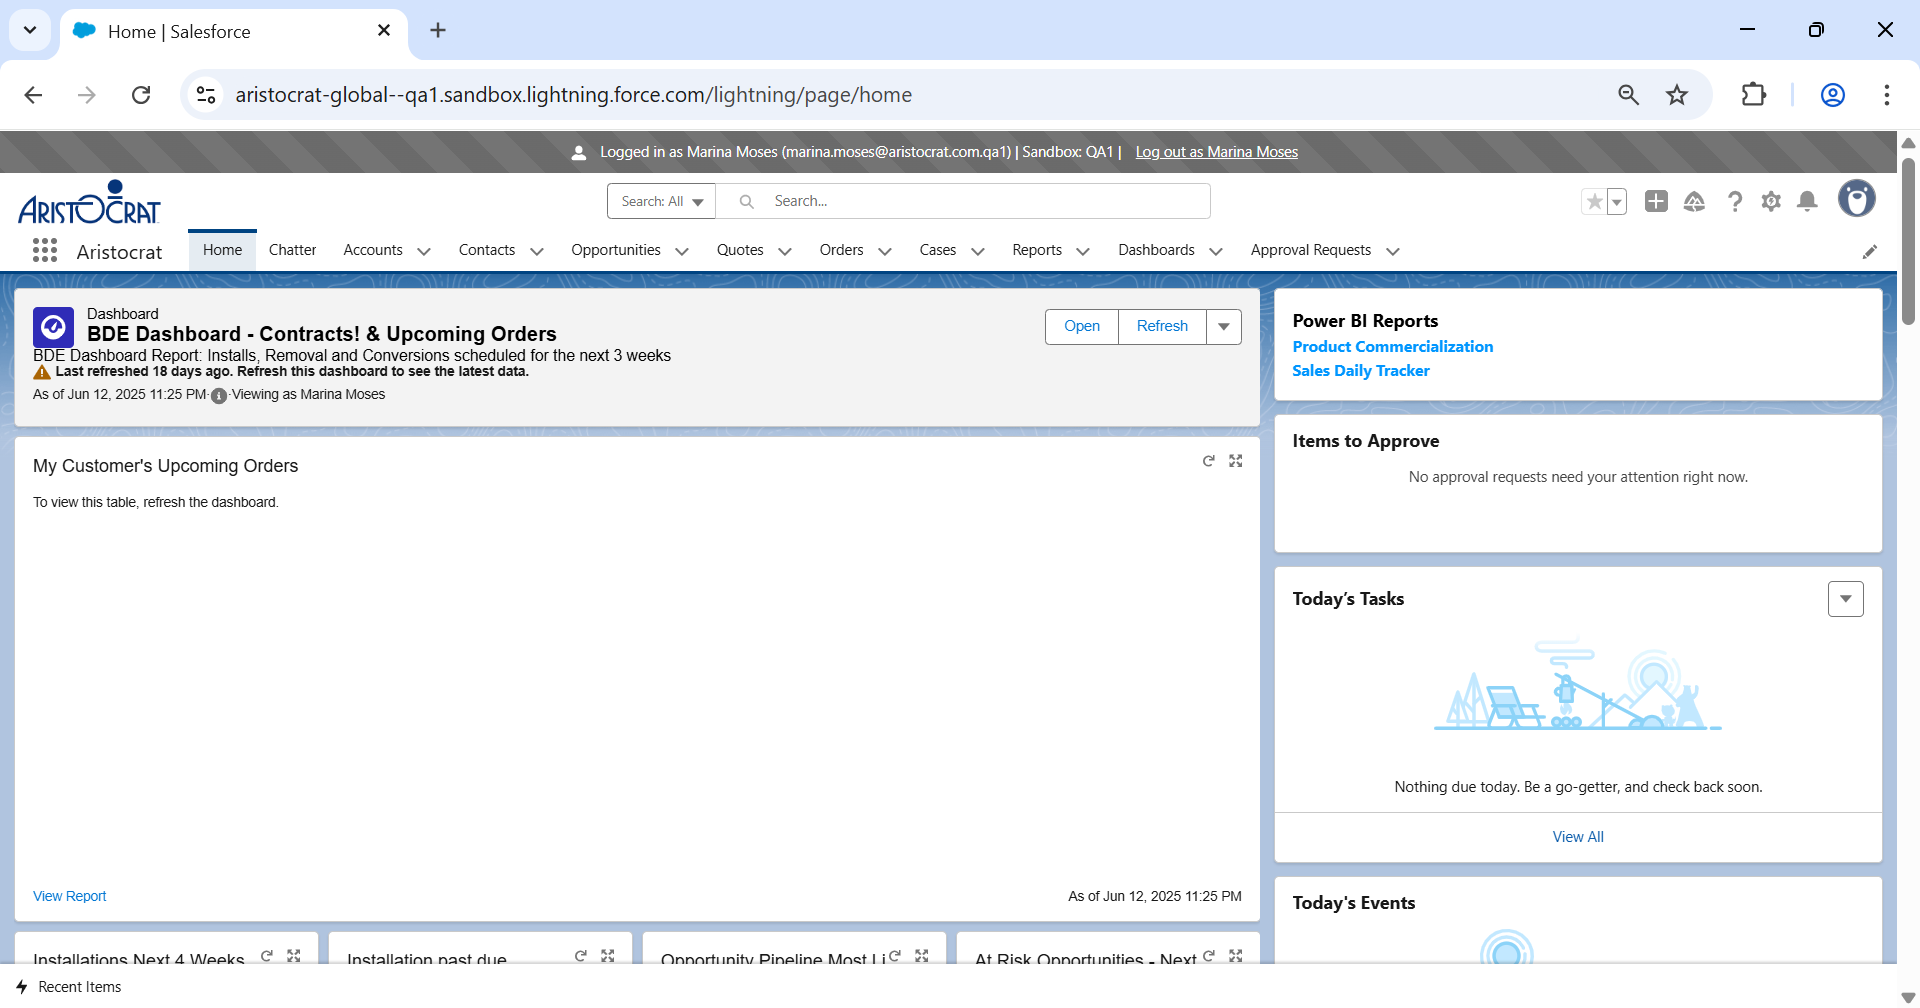 Home | Salesforce
aristocrat-global--qa1.sandbox.lightning.force.com/lightning/page/home
Logged in as Marina Moses (marina.moses@aristocrat.com.qa1) | Sandbox: QA1 | Log out as Marina Moses
ARISTOCRAT
Search: All
Search...
Aristocrat
Home
Chatter
Accounts
Contacts
Opportunities
Quotes
Orders
Cases
Reports
Dashboards
Approval Requests
Dashboard
BDE Dashboard - Contracts! & Upcoming Orders
BDE Dashboard Report: Installs, Removal and Conversions scheduled for the next 3 weeks
Last refreshed 18 days ago. Refresh this dashboard to see the latest data.
As of Jun 12, 2025 11:25 PM·Viewing as Marina Moses
Open
Refresh
My Customer's Upcoming Orders
To view this table, refresh the dashboard.
View Report
As of Jun 12, 2025 11:25 PM
Installations Next 4 Weeks
Installation past due
Opportunity Pipeline Most Li
At Risk Opportunities - Next
Power BI Reports
Product Commercialization
Sales Daily Tracker
Items to Approve
No approval requests need your attention right now.
Today’s Tasks
Nothing due today. Be a go-getter, and check back soon.
View All
Today's Events
Recent Items